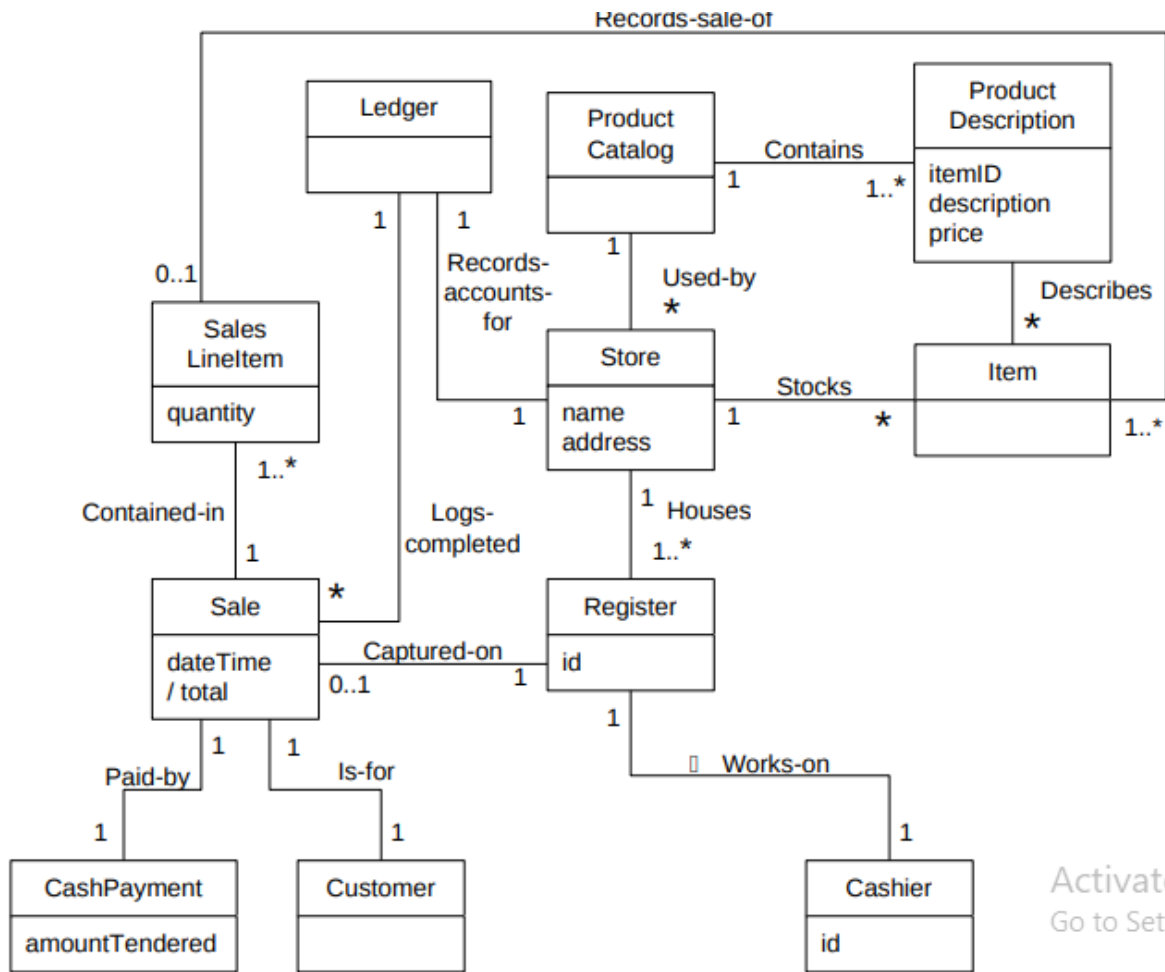 Records-sale-of
Ledger
Product
Catalog
Product
Description
Contains
1
1..*
itemID
description
price
1
1
1
0..1
Records-
accounts-
for
Used-by
*
Describes
*
Sales
LineItem
quantity
Store
name
address
Stocks
1
1
*
Item
1..*
1..*
Contained-in
1
Logs-
completed
*
1
Houses
1..*
Sale
dateTime
/ total
Captured-on
0..1
1
Register
id
1
1
1
Paid-by
Is-for
Works-on
1
1
1
CashPayment
amountTendered
Customer
Cashier
id
Activate
Go to Set